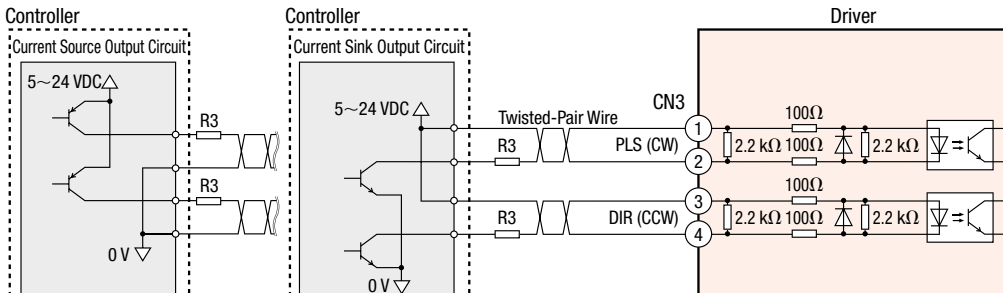 Controller
Current Source Output Circuit
5~24 VDC
R3
R3
0 V
Controller
Current Sink Output Circuit
5~24 VDC
0 V
Twisted-Pair Wire
R3
R3
Driver
CN3
1
PLS (CW)
2
3
DIR (CCW)
4
100Ω
2.2 kΩ
100Ω
2.2 kΩ
100Ω
2.2 kΩ
100Ω
2.2 kΩ